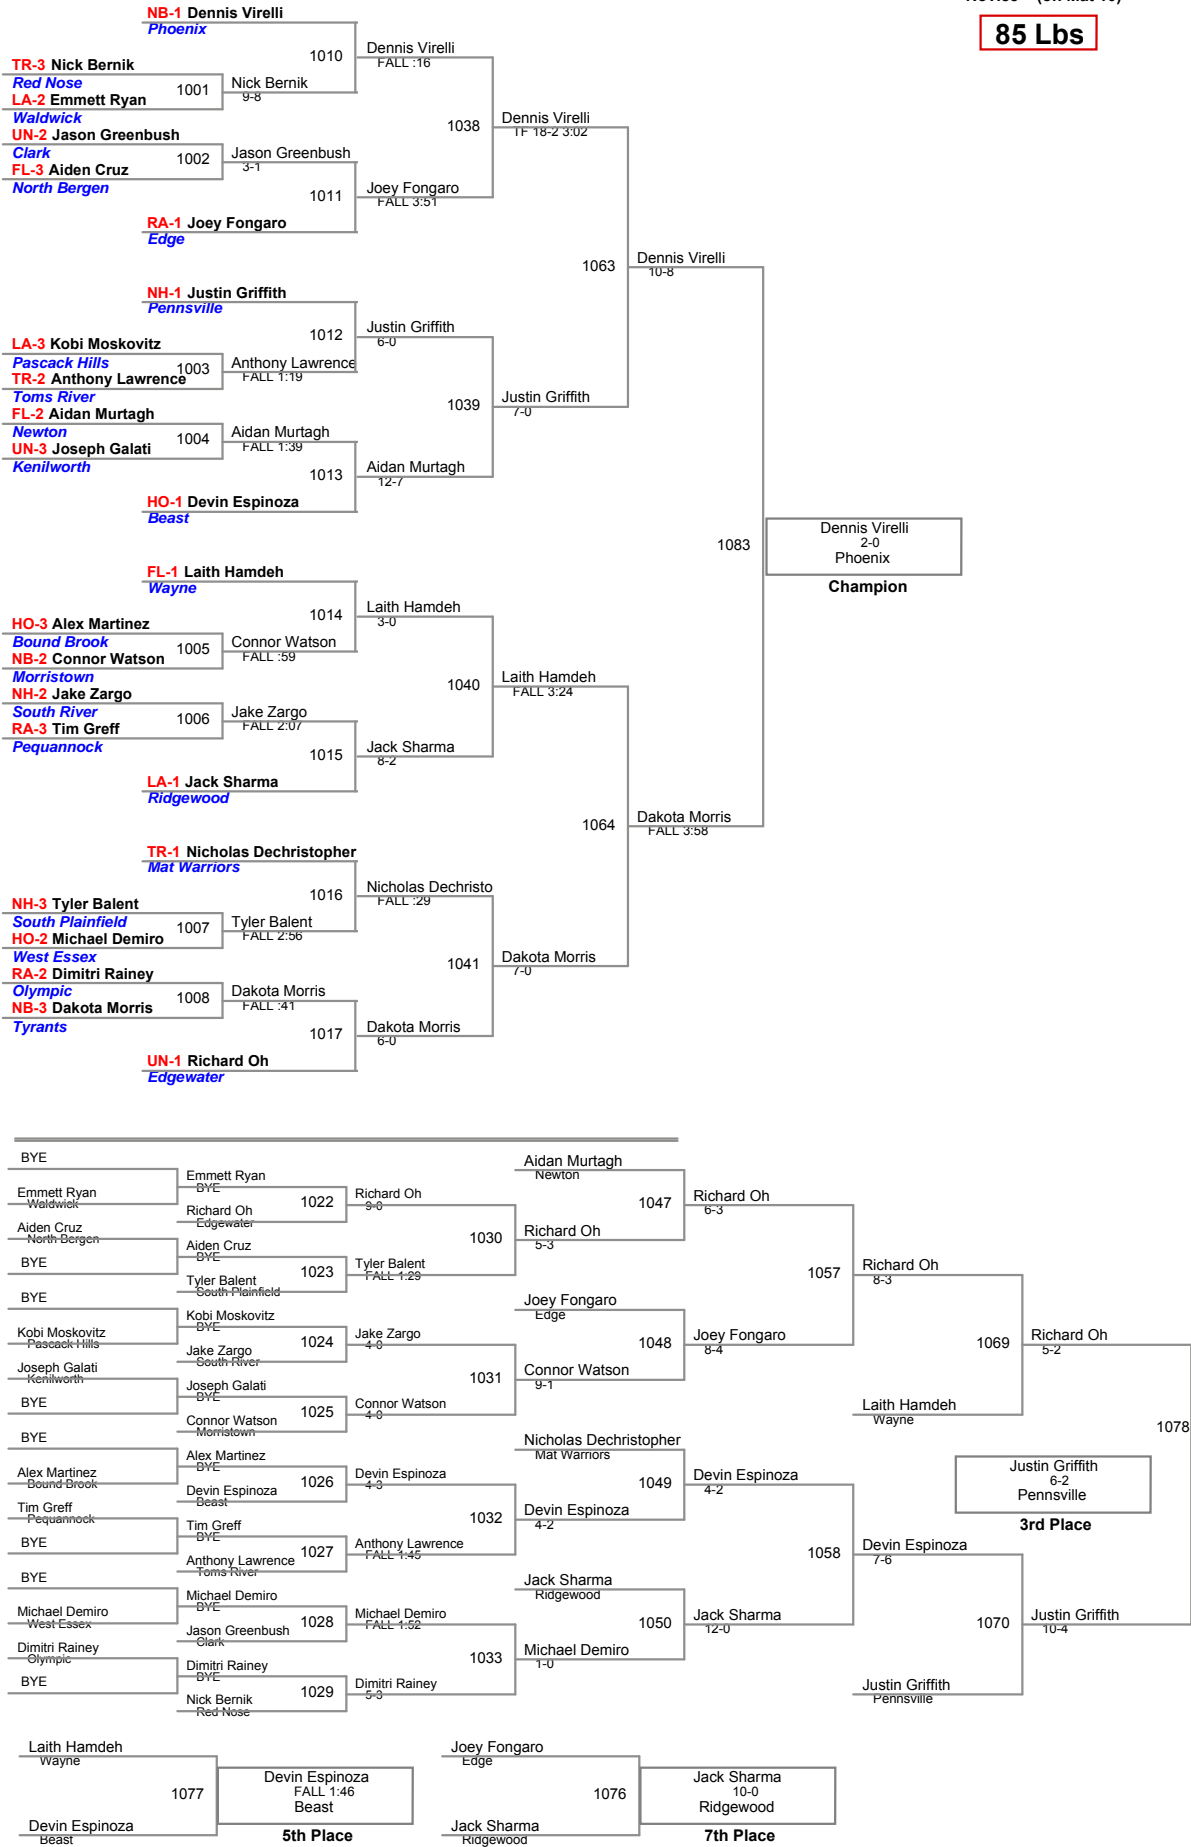 85 Lbs
NB-1 Dennis Virelli
Phoenix
1010
Dennis Virelli
FALL :16
TR-3 Nick Bernik
Red Nose
1001
Nick Bernik
9-8
LA-2 Emmett Ryan
Waldwick
1038
Dennis Virelli
TF 18-2 3:02
UN-2 Jason Greenbush
Clark
1002
Jason Greenbush
3-1
FL-3 Aiden Cruz
North Bergen
1011
Joey Fongaro
FALL 3:51
RA-1 Joey Fongaro
Edge
1063
Dennis Virelli
10-8
NH-1 Justin Griffith
Pennsville
1012
Justin Griffith
6-0
LA-3 Kobi Moskovitz
Pascack Hills
1003
Anthony Lawrence
FALL 1:19
TR-2 Anthony Lawrence
Toms River
1039
Justin Griffith
7-0
FL-2 Aidan Murtagh
Newton
1004
Aidan Murtagh
FALL 1:39
UN-3 Joseph Galati
Kenilworth
1013
Aidan Murtagh
12-7
HO-1 Devin Espinoza
Beast
1083
Dennis Virelli
2-0
Phoenix
Champion
FL-1 Laith Hamdeh
Wayne
1014
Laith Hamdeh
3-0
HO-3 Alex Martinez
Bound Brook
1005
Connor Watson
FALL :59
NB-2 Connor Watson
Morristown
1040
Laith Hamdeh
FALL 3:24
NH-2 Jake Zargo
South River
1006
Jake Zargo
FALL 2:07
RA-3 Tim Greff
Pequannock
1015
Jack Sharma
8-2
LA-1 Jack Sharma
Ridgewood
1064
Dakota Morris
FALL 3:58
TR-1 Nicholas Dechristopher
Mat Warriors
1016
Nicholas Dechristo
FALL :29
NH-3 Tyler Balent
South Plainfield
1007
Tyler Balent
FALL 2:56
HO-2 Michael Demiro
West Essex
1041
Dakota Morris
7-0
RA-2 Dimitri Rainey
Olympic
1008
Dakota Morris
FALL :41
NB-3 Dakota Morris
Tyrants
1017
Dakota Morris
6-0
UN-1 Richard Oh
Edgewater
BYE
Emmett Ryan
Waldwick
Aiden Cruz
North Bergen
BYE
BYE
Kobi Moskovitz
Pascack Hills
Joseph Galati
Kenilworth
BYE
BYE
Alex Martinez
Bound Brook
Tim Greff
Pequannock
BYE
BYE
Michael Demiro
West Essex
Dimitri Rainey
Olympic
BYE
Emmett Ryan
BYE
1022
Richard Oh
Edgewater
Aiden Cruz
BYE
1023
Tyler Balent
South Plainfield
Kobi Moskovitz
BYE
1024
Jake Zargo
South River
Joseph Galati
BYE
1025
Connor Watson
Morristown
Alex Martinez
BYE
1026
Devin Espinoza
Beast
Tim Greff
BYE
1027
Anthony Lawrence
Toms River
Michael Demiro
BYE
1028
Jason Greenbush
Clark
Dimitri Rainey
BYE
1029
Nick Bernik
Red Nose
Richard Oh
9-0
1030
Tyler Balent
FALL 1:29
Jake Zargo
4-0
1031
Connor Watson
4-0
Devin Espinoza
4-3
1032
Anthony Lawrence
FALL 1:45
Michael Demiro
FALL 1:52
1033
Dimitri Rainey
5-3
Aidan Murtagh
Newton
1047
Richard Oh
5-3
Joey Fongaro
Edge
1048
Connor Watson
9-1
Nicholas Dechristopher
Mat Warriors
1049
Devin Espinoza
4-2
Jack Sharma
Ridgewood
1050
Michael Demiro
1-0
Richard Oh
6-3
1057
Joey Fongaro
8-4
Devin Espinoza
4-2
1058
Jack Sharma
12-0
Richard Oh
8-3
1069
Laith Hamdeh
Wayne
Devin Espinoza
7-6
1070
Justin Griffith
Pennsville
Richard Oh
5-2
1078
Justin Griffith
10-4
Justin Griffith
6-2
Pennsville
3rd Place
Laith Hamdeh
Wayne
1077
Devin Espinoza
Beast
Devin Espinoza
FALL 1:46
Beast
5th Place
Joey Fongaro
Edge
1076
Jack Sharma
Ridgewood
Jack Sharma
10-0
Ridgewood
7th Place